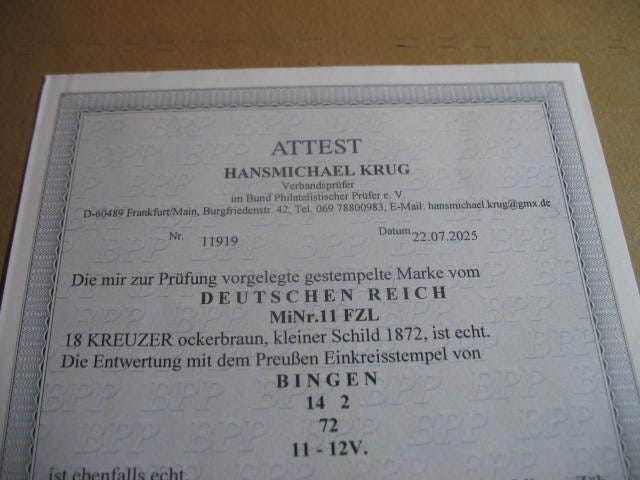 ATTEST
HANSMICHAEL KRUG
Verbandsprüfer
im Bund Philatelistischer Prüfer e. V.
D-60489 Frankfurt/Main, Burgfriedenstr. 42, Tel. 069 78800983, E-Mail: hansmichael.krug@gmx.de
Nr. 11919 Datum 22.07.2025
Die mir zur Prüfung vorgelegte gestempelte Marke vom
DEUTSCHEN REICH
MiNr.11 FZL
18 KREUZER ockerbraun, kleiner Schild 1872, ist echt.
Die Entwertung mit dem Preußen Einkreisstempel von
BINGEN
14 2
72
11 - 12V.
ist ebenfalls echt.